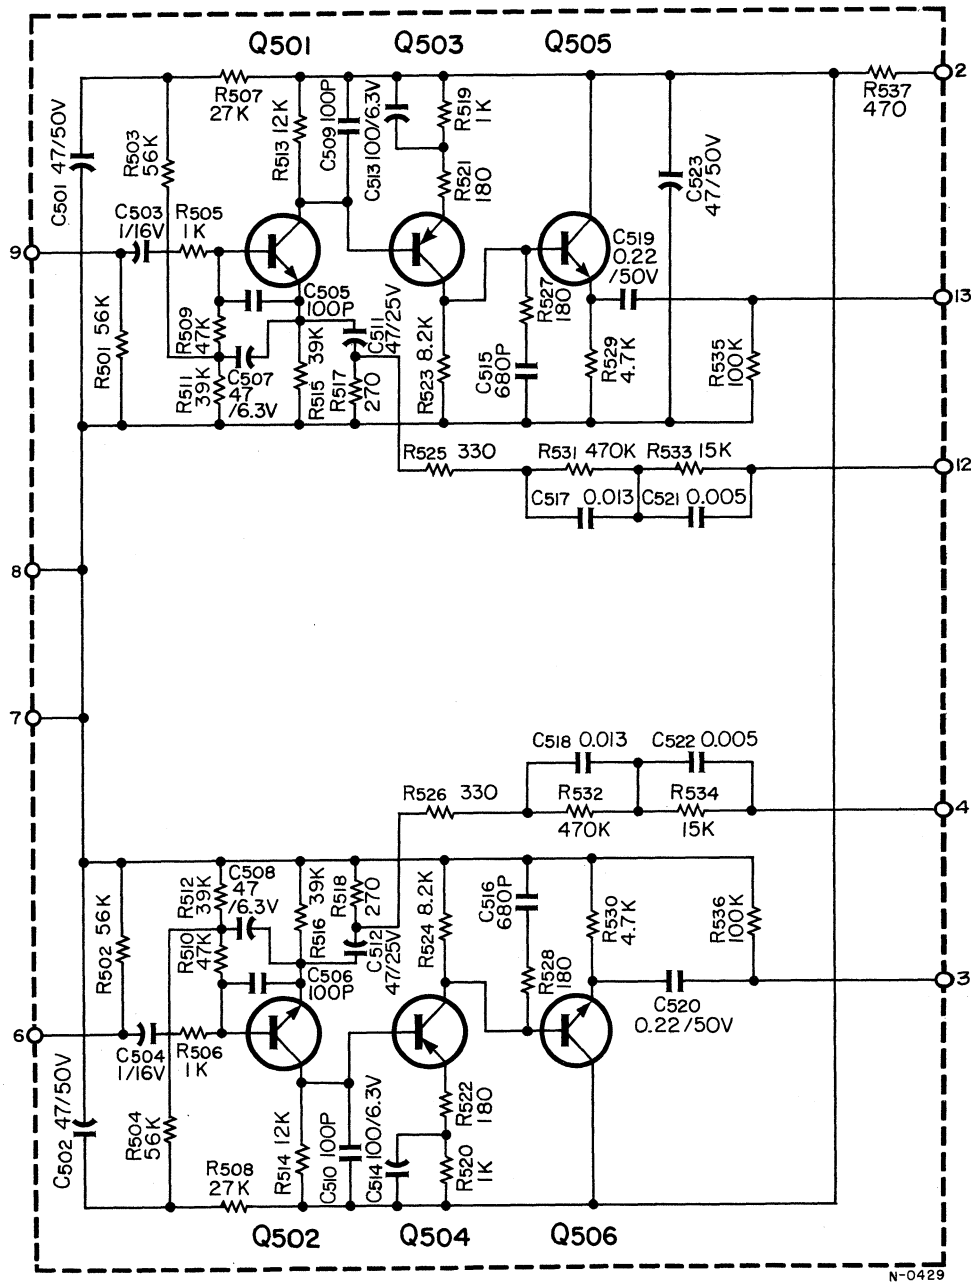 Q501 Q503 Q505
2
R537
470
C501 47/50V
R503
56K
R507
27K
R513 12K
C509 100P
C513 100/6.3V
R519
1K
R521
180
C523
47/50V
9
C503
1/16V
R505
1K
C519
0.22
/50V
C505
100P
R501 56K
R509
47K
R511
39K
C507
47
/6.3V
R515 39K
R517
270
C511
47/25V
R523 8.2K
C515
680P
R527
180
R529
4.7K
R535
100K
13
R525 330
R531 470K
R533 15K
12
C517 0.013
C521 0.005
8
7
C518 0.013
C522 0.005
R526 330
R532
470K
R534
15K
4
R502 56K
R512
39K
C508
47
/6.3V
R510
47K
R516 39K
R518
270
C512
47/25V
R524 8.2K
C516
680P
R528
180
R530
4.7K
R536
100K
C506
100P
3
C520
0.22/50V
6
C504
1/16V
R506
1K
C502 47/50V
R504
56K
R508
27K
R514 12K
C510 100P
C514 100/6.3V
R522
180
R520
1K
Q502 Q504 Q506
N-0429